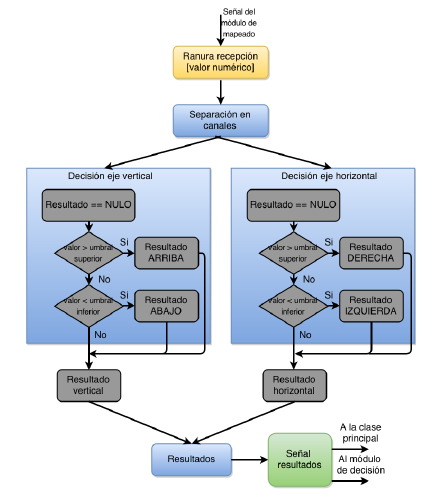 Señal del
módulo de
mapeado
Ranura recepción
[valor numérico]
Separación en
canales
Decisión eje vertical
Resultado == NULO
valor > umbral
superior
Si
Resultado
ARRIBA
No
valor < umbral
inferior
Si
Resultado
ABAJO
No
Resultado
vertical
Decisión eje horizontal
Resultado == NULO
valor > umbral
superior
Si
Resultado
DERECHA
No
valor < umbral
inferior
Si
Resultado
IZQUIERDA
No
Resultado
horizontal
Resultados
Señal
resultados
A la clase
principal
Al módulo
de decisión